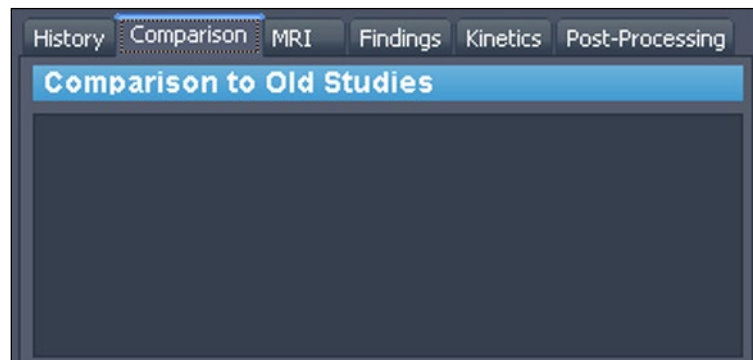 History Comparison MRI Findings Kinetics Post-Processing
Comparison to Old Studies